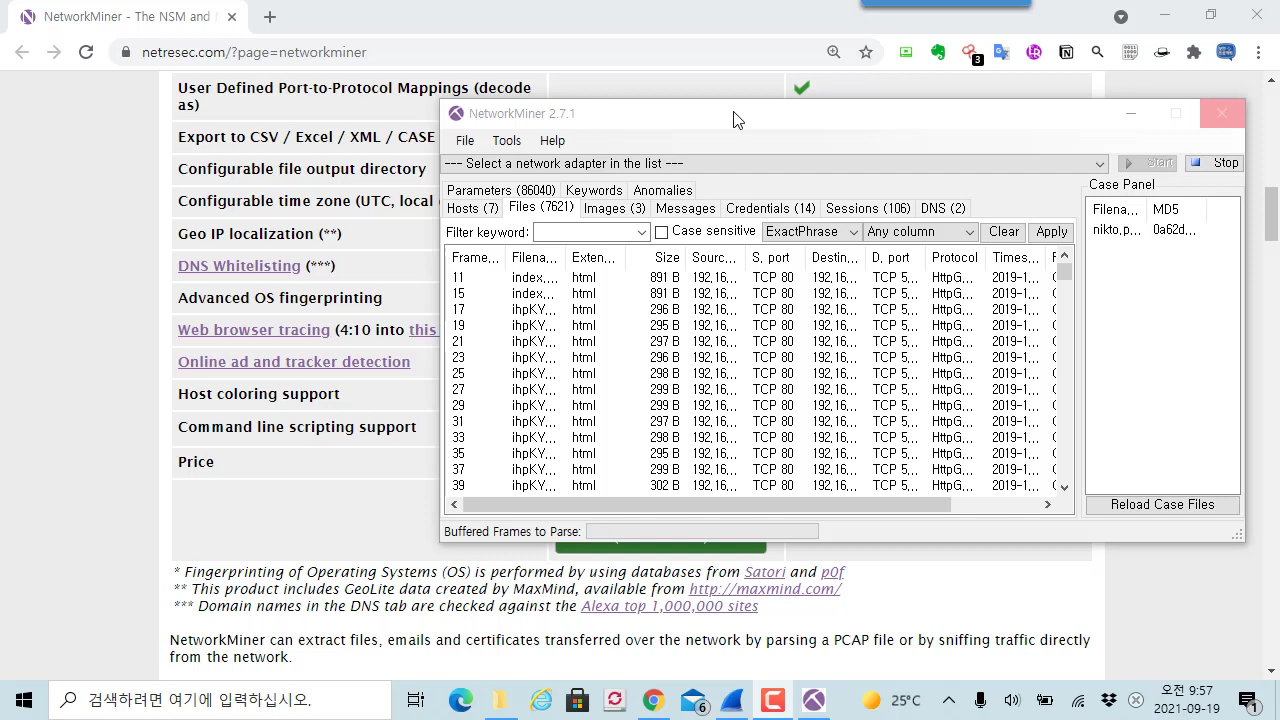 NetworkMiner - The NSM and
netresec.com/?page=networkminer
3
User Defined Port-to-Protocol Mappings (decode
as)
Export to CSV / Excel / XML / CASE
Configurable file output directory
Configurable time zone (UTC, local
Geo IP localization (**)
DNS Whitelisting (***)
Advanced OS fingerprinting
Web browser tracing (4:10 into this
Online ad and tracker detection
Host coloring support
Command line scripting support
Price
NetworkMiner 2.7.1
File Tools Help
--- Select a network adapter in the list ---
Start Stop
Parameters (86040) Keywords Anomalies
Hosts (7) Files (7621) Images (3) Messages Credentials (14) Sessions (106) DNS (2)
Filter keyword: Case sensitive ExactPhrase Any column Clear Apply
Frame... Filena... Exten... Size Sourc... S. port Destin... D. port Protocol Times...
11 index.... html 891 B 192.16... TCP 80 192.16... TCP 5... HttpG... 2019-1...
15 index.... html 891 B 192.16... TCP 80 192.16... TCP 5... HttpG... 2019-1...
17 ihpKY... html 296 B 192.16... TCP 80 192.16... TCP 5... HttpG... 2019-1...
19 ihpKY... html 295 B 192.16... TCP 80 192.16... TCP 5... HttpG... 2019-1...
21 ihpKY... html 297 B 192.16... TCP 80 192.16... TCP 5... HttpG... 2019-1...
23 ihpKY... html 296 B 192.16... TCP 80 192.16... TCP 5... HttpG... 2019-1...
25 ihpKY... html 298 B 192.16... TCP 80 192.16... TCP 5... HttpG... 2019-1...
27 ihpKY... html 299 B 192.16... TCP 80 192.16... TCP 5... HttpG... 2019-1...
29 ihpKY... html 299 B 192.16... TCP 80 192.16... TCP 5... HttpG... 2019-1...
31 ihpKY... html 297 B 192.16... TCP 80 192.16... TCP 5... HttpG... 2019-1...
33 ihpKY... html 298 B 192.16... TCP 80 192.16... TCP 5... HttpG... 2019-1...
35 ihpKY... html 295 B 192.16... TCP 80 192.16... TCP 5... HttpG... 2019-1...
37 ihpKY... html 299 B 192.16... TCP 80 192.16... TCP 5... HttpG... 2019-1...
39 ihpKY... html 302 B 192.16... TCP 80 192.16... TCP 5... HttpG... 2019-1...
Case Panel
Filena... MD5
nikto.p... 0a62d...
Reload Case Files
Buffered Frames to Parse:
* Fingerprinting of Operating Systems (OS) is performed by using databases from Satori and p0f
** This product includes GeoLite data created by MaxMind, available from http://maxmind.com/
*** Domain names in the DNS tab are checked against the Alexa top 1,000,000 sites
NetworkMiner can extract files, emails and certificates transferred over the network by parsing a PCAP file or by sniffing traffic directly
from the network.
검색하려면 여기에 입력하십시오.
6
25°C
오전 9:57
2021-09-19
1